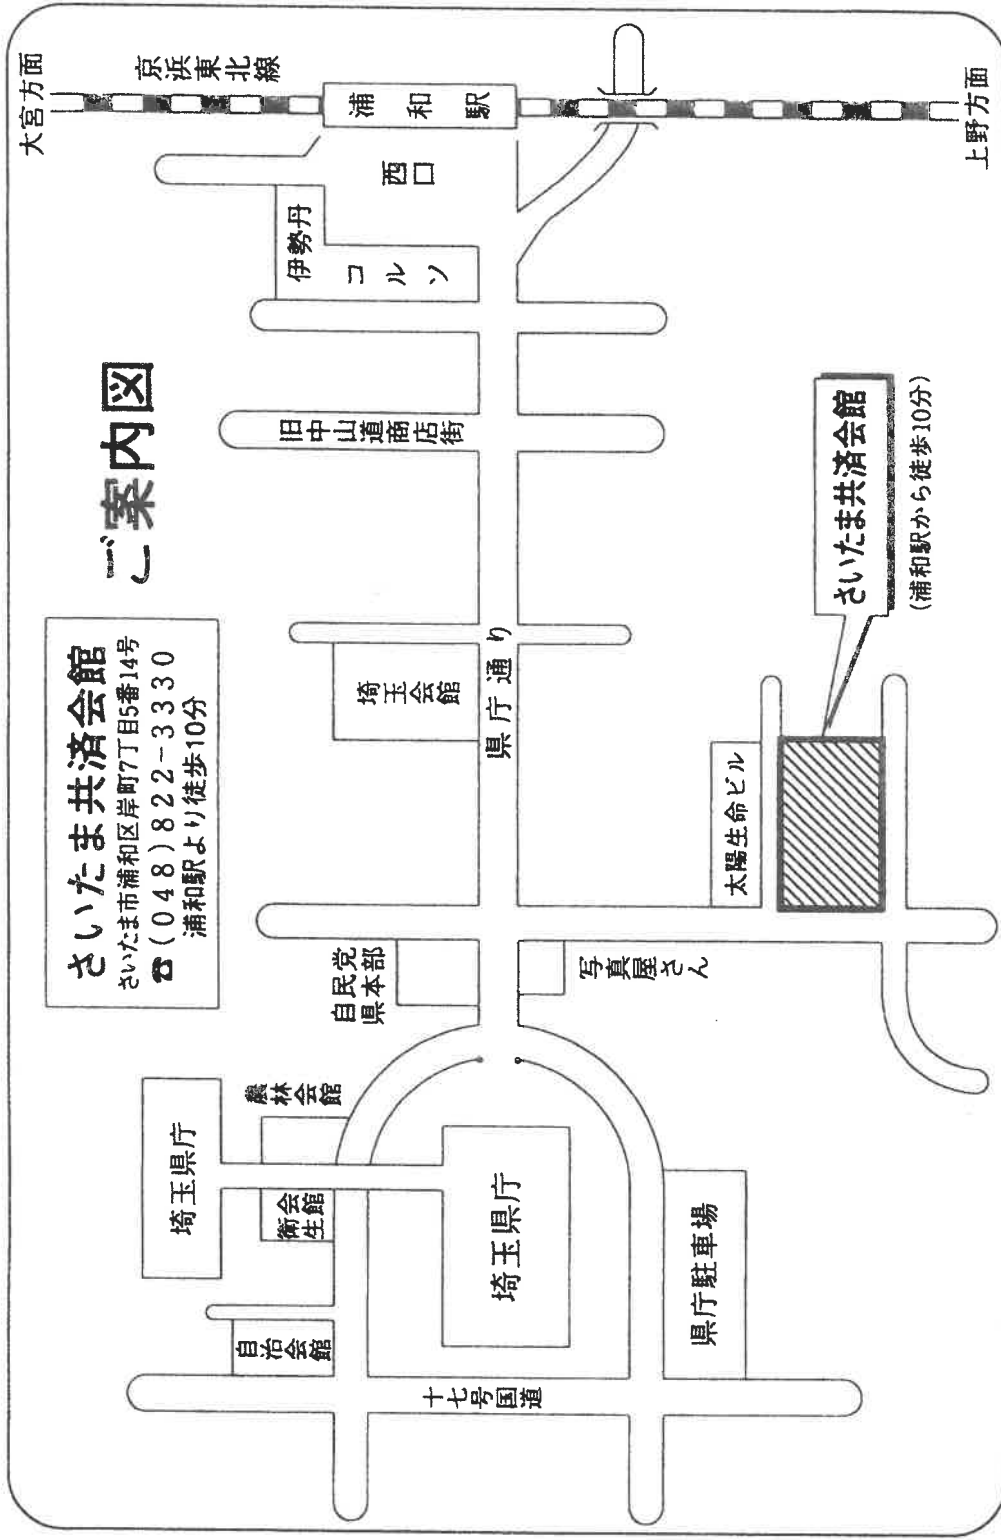 ご案内図
さいたま共済会館
さいたま市浦和区岸町7丁目5番14号
☎(048)822-3330
浦和駅より徒歩10分
大宮方面
京浜東北線
浦和駅
上野方面
西口
伊勢丹
コルソ
旧中山道商店街
埼玉会館
県庁通り
さいたま共済会館
(浦和駅から徒歩10分)
太陽生命ビル
写真屋さん
自民党
県本部
農林会館
埼玉県庁
衛生会館
埼玉県庁
自治会館
県庁駐車場
十七号国道